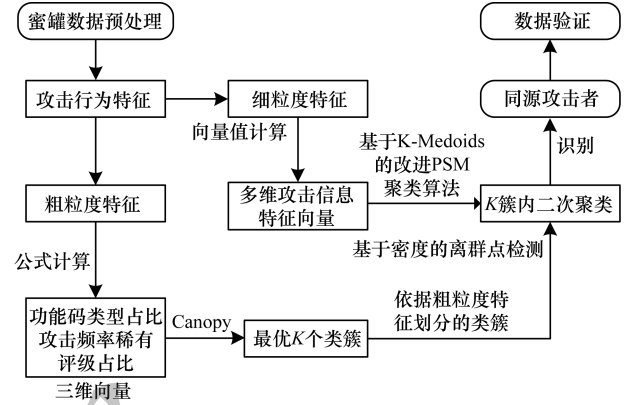 蜜罐数据预处理
数据验证
攻击行为特征
细粒度特征
同源攻击者
向量值计算
基于K-Medoids
的改进PSM
聚类算法
识别
粗粒度特征
多维攻击信息
特征向量
K簇内二次聚类
公式计算
基于密度的离群点检测
功能码类型占比
攻击频率稀有
评级占比
Canopy
最优K个类簇
依据粗粒度特
征划分的类簇
三维向量